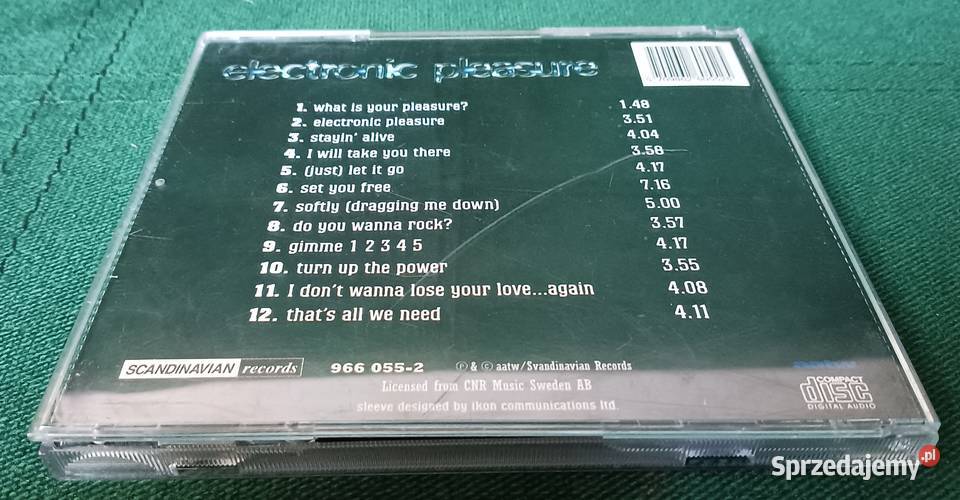 electronic pleasure
1. what is your pleasure? 1.48
2. electronic pleasure 3.51
3. stayin' alive 4.04
4. I will take you there 3.58
5. (just) let it go 4.17
6. set you free 7.16
7. softly (dragging me down) 5.00
8. do you wanna rock? 3.57
9. gimme 1 2 3 4 5 4.17
10. turn up the power 3.55
11. I don't wanna lose your love...again 4.08
12. that's all we need 4.11
SCANDINAVIAN records 966 055-2 ℗ & © aatw/Svandinavian Records
Licensed from CNR Music Sweden AB
sleeve designed by ikon communications ltd.
COMPACT
disc
DIGITAL AUDIO
Sprzedajemy.pl